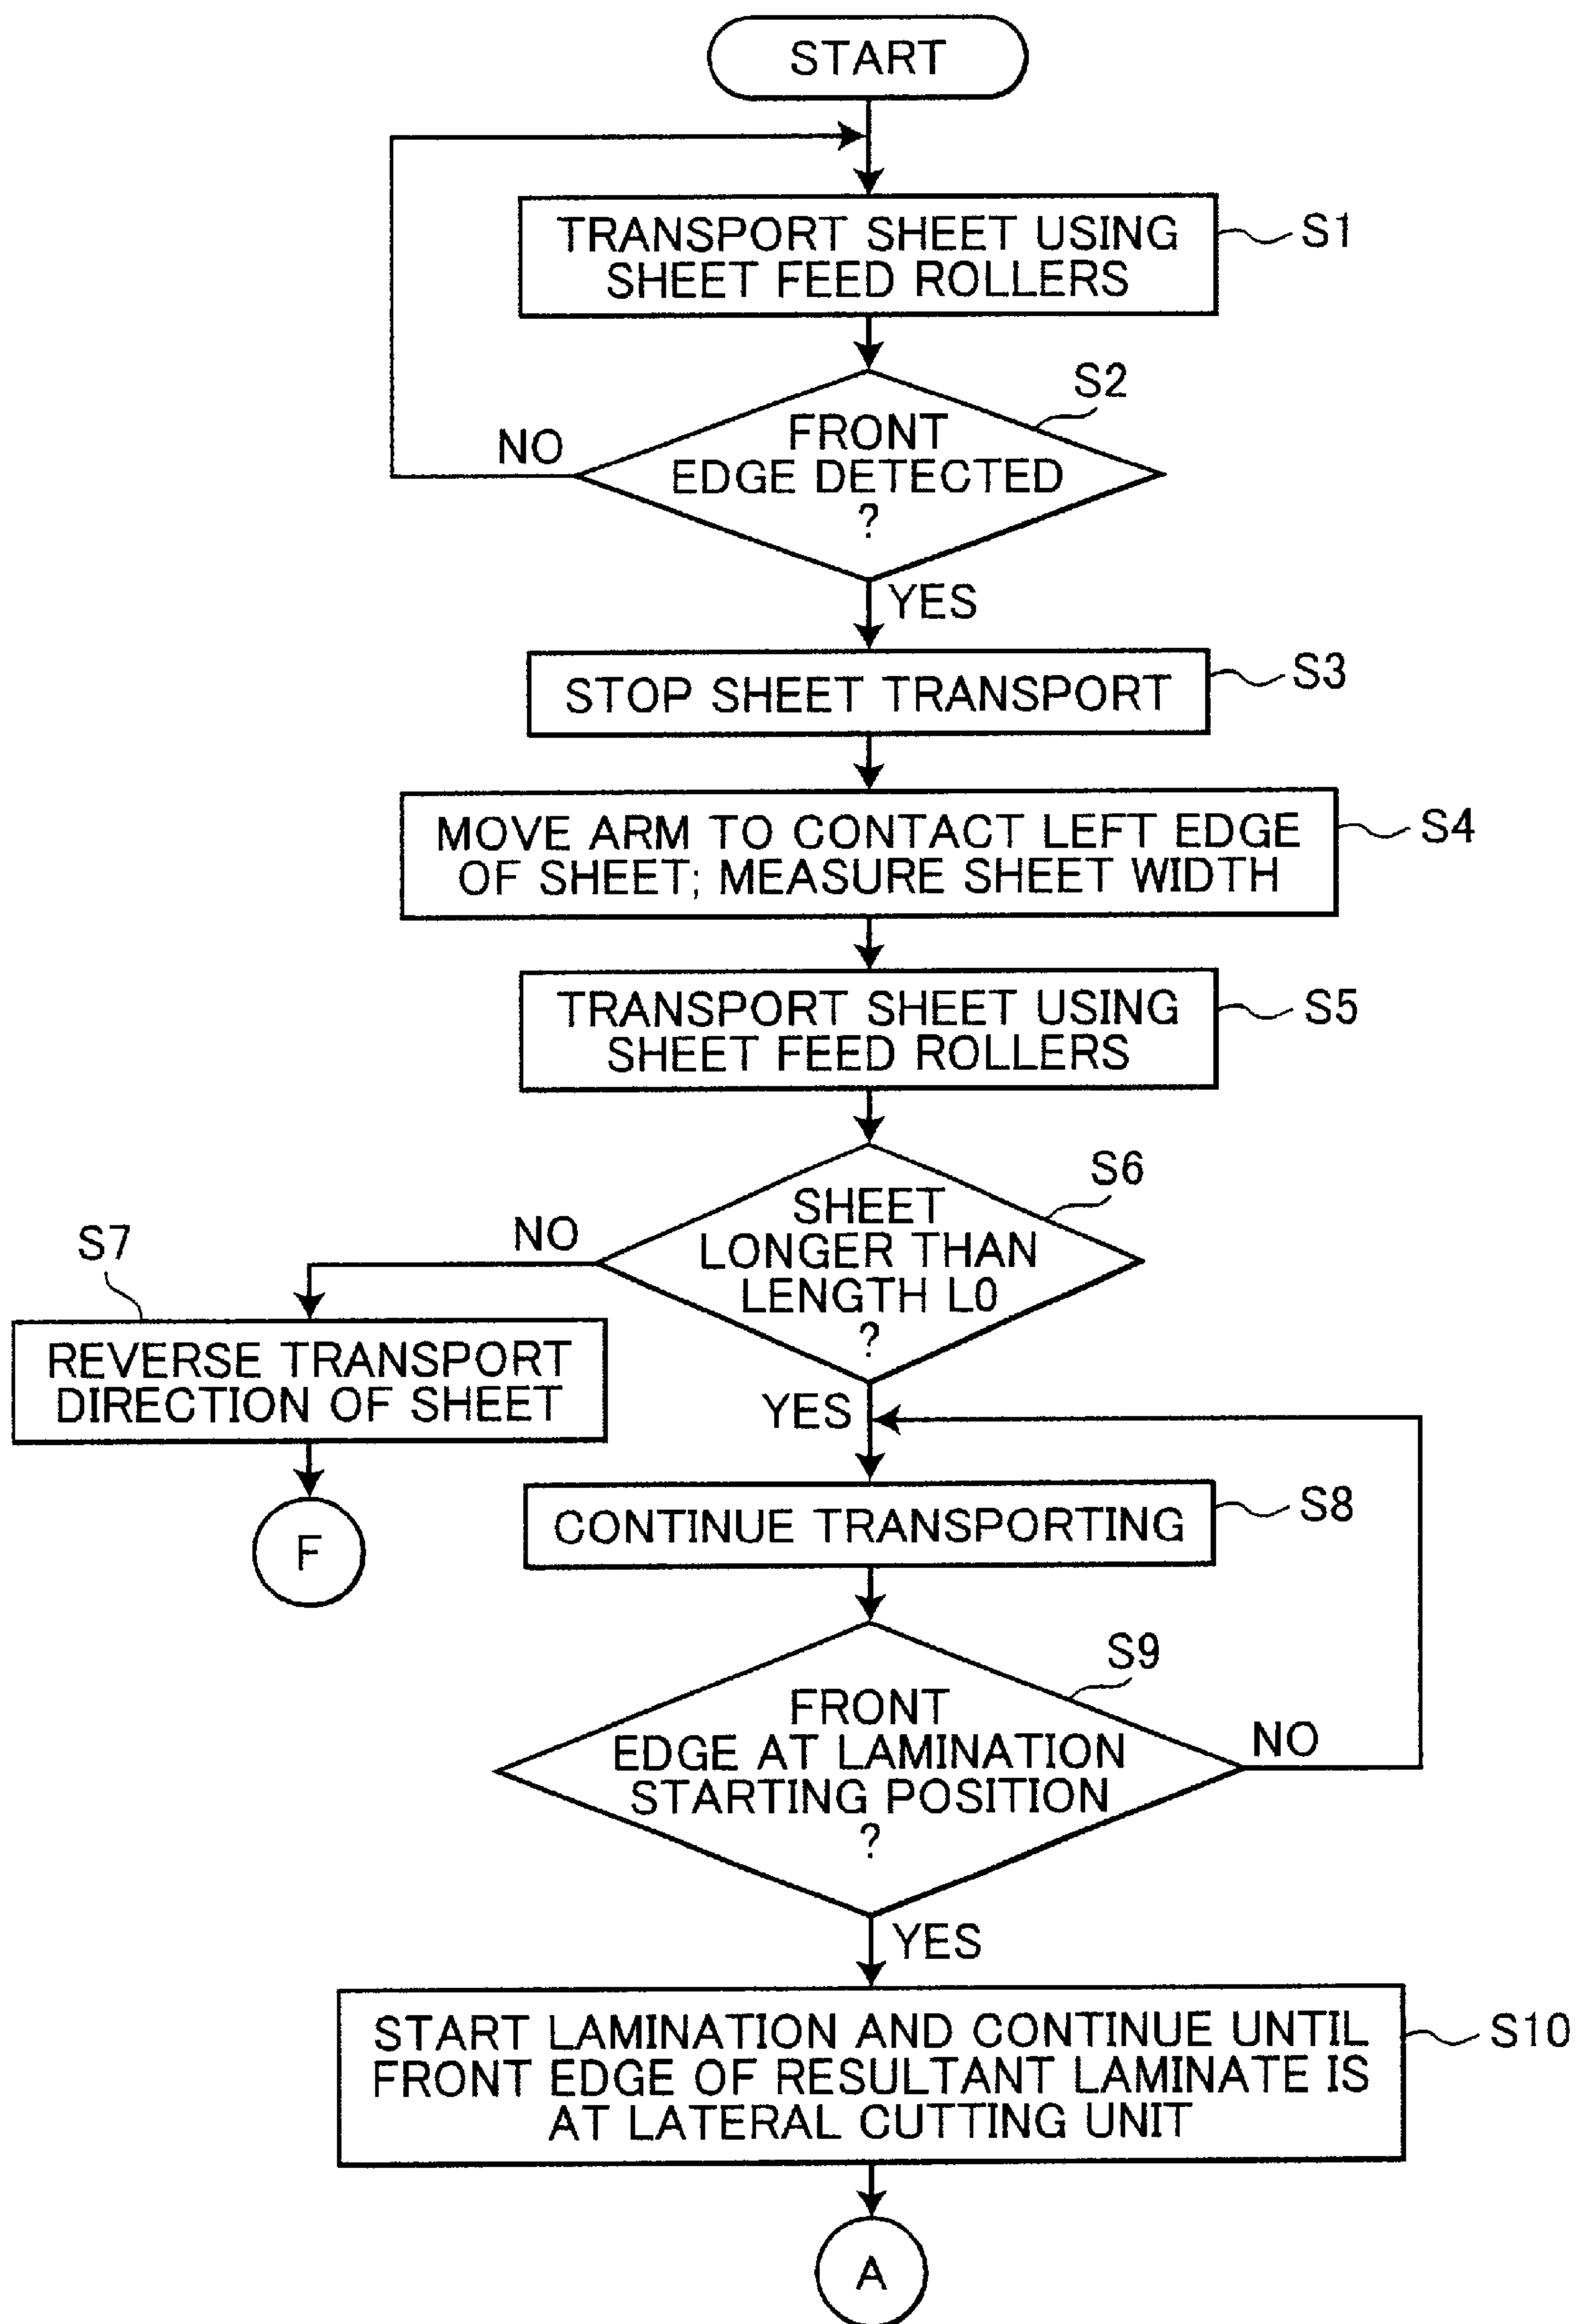 START
TRANSPORT SHEET USING
SHEET FEED ROLLERS
S1
S2
FRONT
EDGE DETECTED
?
NO
YES
STOP SHEET TRANSPORT
S3
MOVE ARM TO CONTACT LEFT EDGE
OF SHEET; MEASURE SHEET WIDTH
S4
TRANSPORT SHEET USING
SHEET FEED ROLLERS
S5
S6
SHEET
LONGER THAN
LENGTH L0
?
NO
S7
REVERSE TRANSPORT
DIRECTION OF SHEET
F
YES
CONTINUE TRANSPORTING
S8
S9
FRONT
EDGE AT LAMINATION
STARTING POSITION
?
NO
YES
START LAMINATION AND CONTINUE UNTIL
FRONT EDGE OF RESULTANT LAMINATE IS
AT LATERAL CUTTING UNIT
S10
A